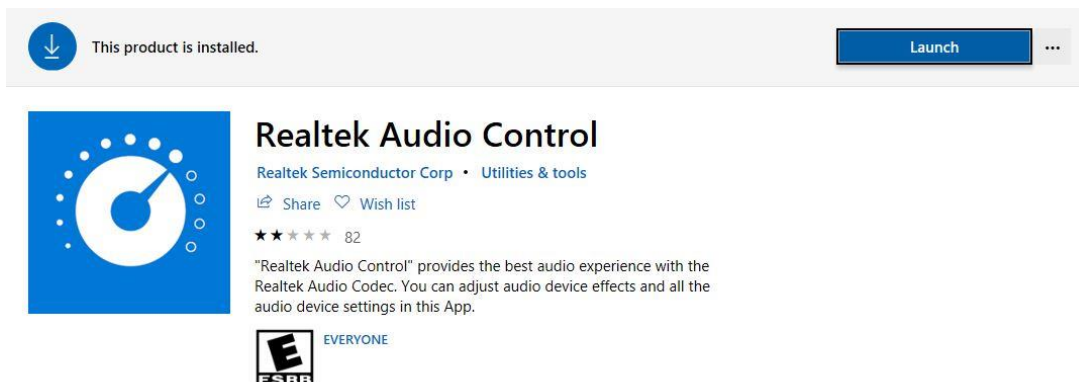 This product is installed.
Launch
Realtek Audio Control
Realtek Semiconductor Corp • Utilities & tools
Share Wish list
82
"Realtek Audio Control" provides the best audio experience with the
Realtek Audio Codec. You can adjust audio device effects and all the
audio device settings in this App.
E
EVERYONE
ESRB